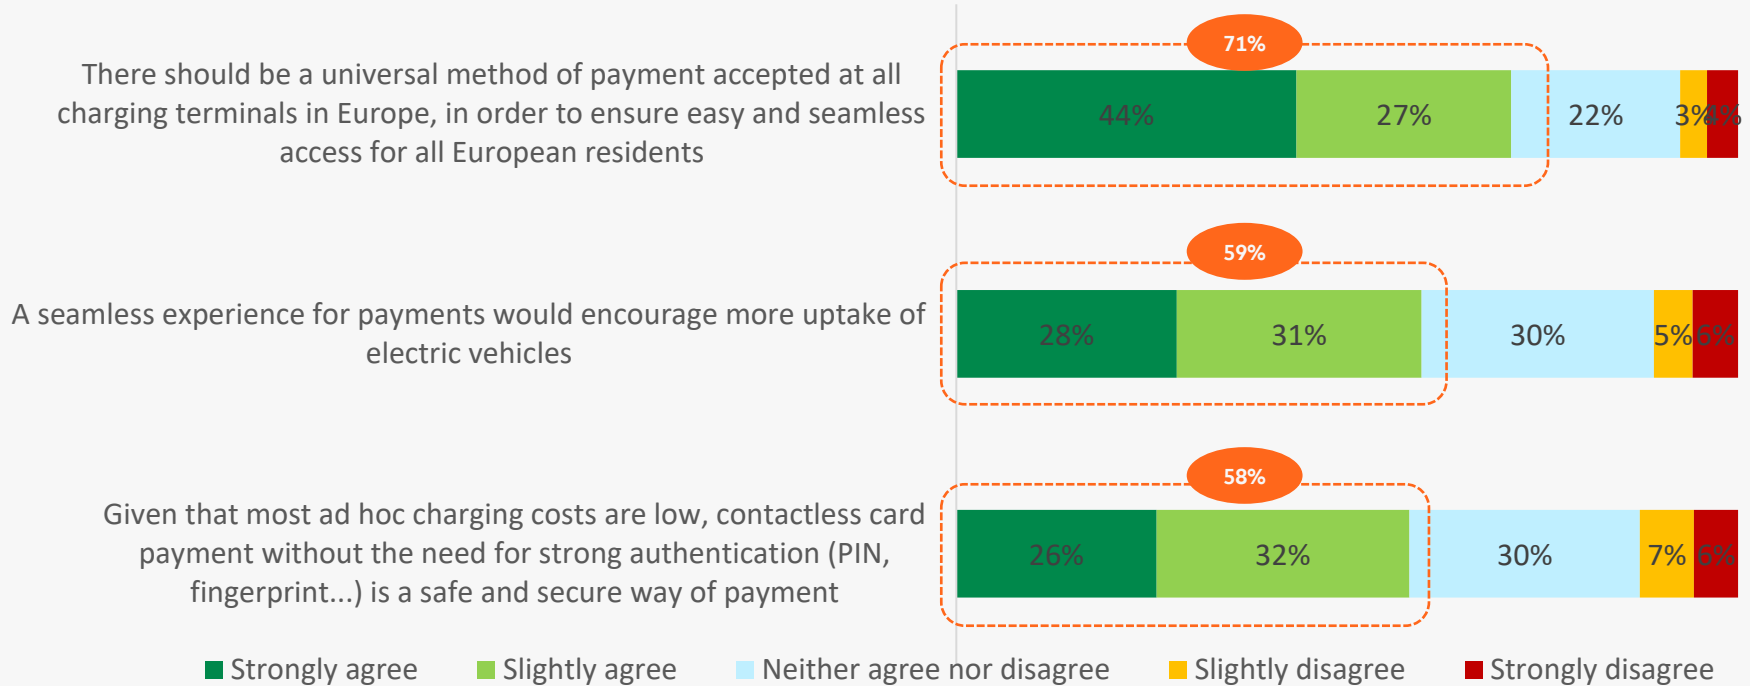 71%
There should be a universal method of payment accepted at all
charging terminals in Europe, in order to ensure easy and seamless
access for all European residents
44% 27% 22% 3% 4%
59%
A seamless experience for payments would encourage more uptake of
electric vehicles
28% 31% 30% 5% 6%
58%
Given that most ad hoc charging costs are low, contactless card
payment without the need for strong authentication (PIN,
fingerprint...) is a safe and secure way of payment
26% 32% 30% 7% 6%
Strongly agree Slightly agree Neither agree nor disagree Slightly disagree Strongly disagree